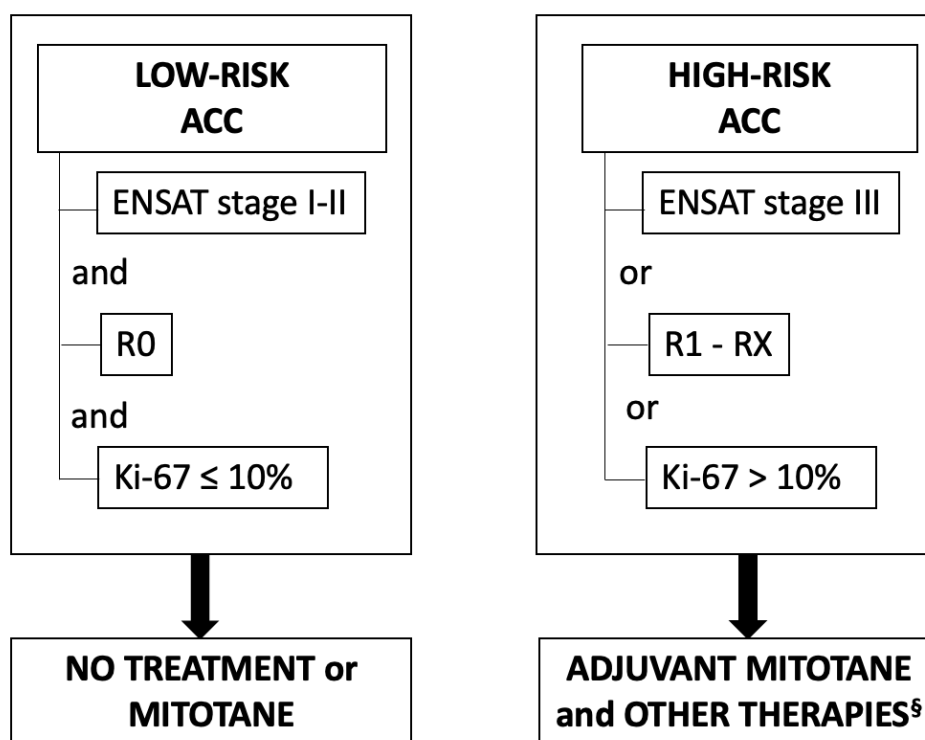 LOW-RISK
ACC
ENSAT stage I-II
and
R0
and
Ki-67 ≤ 10%
NO TREATMENT or
MITOTANE
HIGH-RISK
ACC
ENSAT stage III
or
R1 - RX
or
Ki-67 > 10%
ADJUVANT MITOTANE
and OTHER THERAPIES§